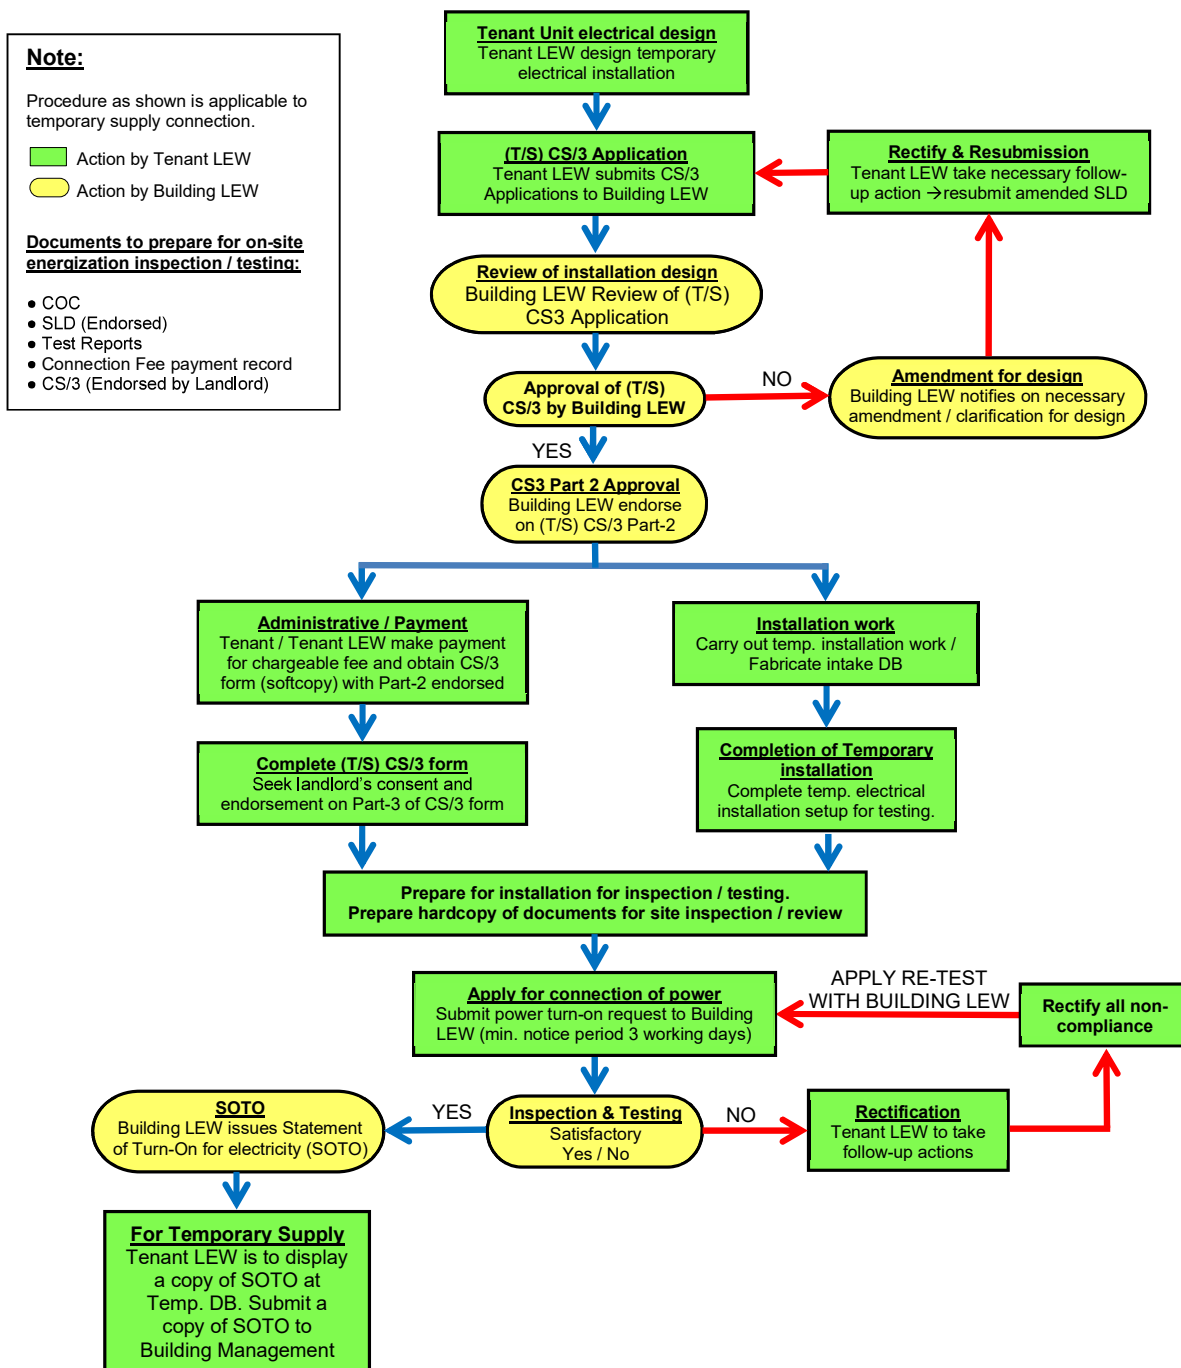 Note:
Procedure as shown is applicable to
temporary supply connection.
Action by Tenant LEW
Action by Building LEW
Documents to prepare for on-site
energization inspection / testing:
● COC
● SLD (Endorsed)
● Test Reports
● Connection Fee payment record
● CS/3 (Endorsed by Landlord)
Tenant Unit electrical design
Tenant LEW design temporary
electrical installation
(T/S) CS/3 Application
Tenant LEW submits CS/3
Applications to Building LEW
Rectify & Resubmission
Tenant LEW take necessary follow-
up action →resubmit amended SLD
Review of installation design
Building LEW Review of (T/S)
CS3 Application
Approval of (T/S)
CS/3 by Building LEW
NO
Amendment for design
Building LEW notifies on necessary
amendment / clarification for design
YES
CS3 Part 2 Approval
Building LEW endorse
on (T/S) CS/3 Part-2
Administrative / Payment
Tenant / Tenant LEW make payment
for chargeable fee and obtain CS/3
form (softcopy) with Part-2 endorsed
Installation work
Carry out temp. installation work /
Fabricate intake DB
Complete (T/S) CS/3 form
Seek landlord's consent and
endorsement on Part-3 of CS/3 form
Completion of Temporary
installation
Complete temp. electrical
installation setup for testing.
Prepare for installation for inspection / testing.
Prepare hardcopy of documents for site inspection / review
Apply for connection of power
Submit power turn-on request to Building
LEW (min. notice period 3 working days)
APPLY RE-TEST
WITH BUILDING LEW
Rectify all non-
compliance
SOTO
Building LEW issues Statement
of Turn-On for electricity (SOTO)
YES
Inspection & Testing
Satisfactory
Yes / No
NO
Rectification
Tenant LEW to take
follow-up actions
For Temporary Supply
Tenant LEW is to display
a copy of SOTO at
Temp. DB. Submit a
copy of SOTO to
Building Management